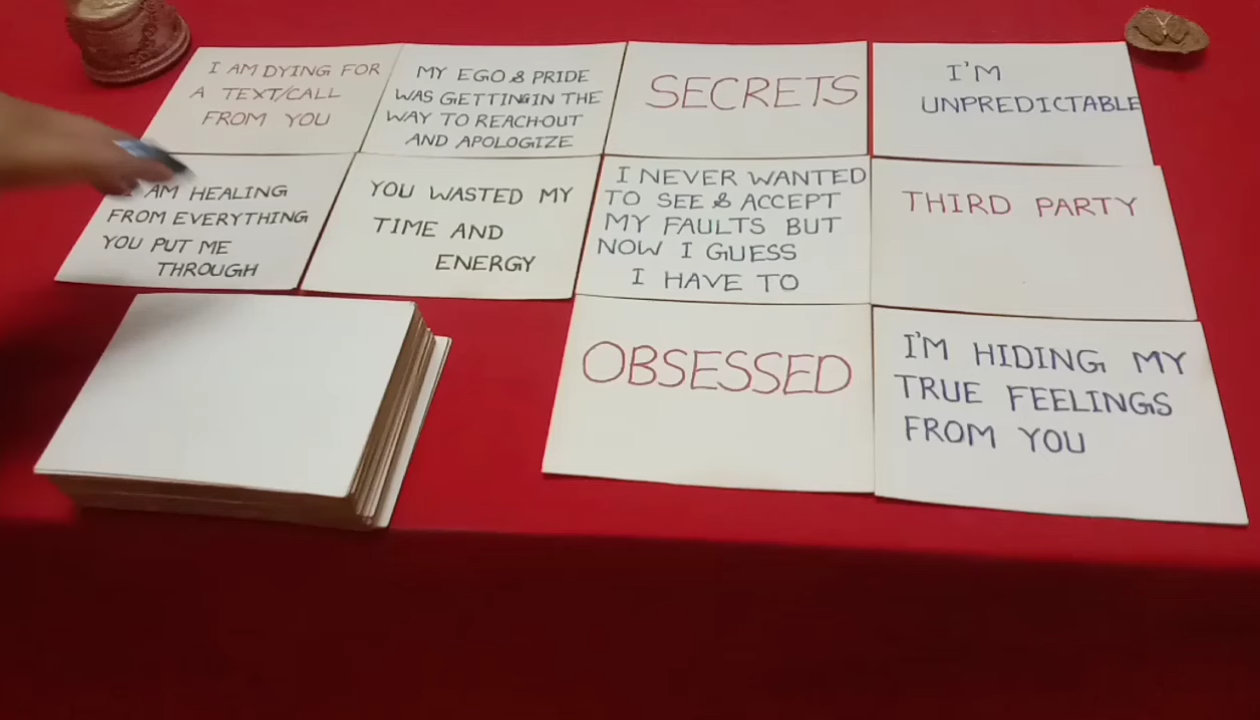 I AM DYING FOR
A TEXT/CALL
FROM YOU
MY EGO & PRIDE
WAS GETTING IN THE
WAY TO REACH-OUT
AND APOLOGIZE
SECRETS
I'M
UNPREDICTABLE
I AM HEALING
FROM EVERYTHING
YOU PUT ME
THROUGH
YOU WASTED MY
TIME AND
ENERGY
I NEVER WANTED
TO SEE & ACCEPT
MY FAULTS BUT
NOW I GUESS
I HAVE TO
THIRD PARTY
OBSESSED
I'M HIDING MY
TRUE FEELINGS
FROM YOU